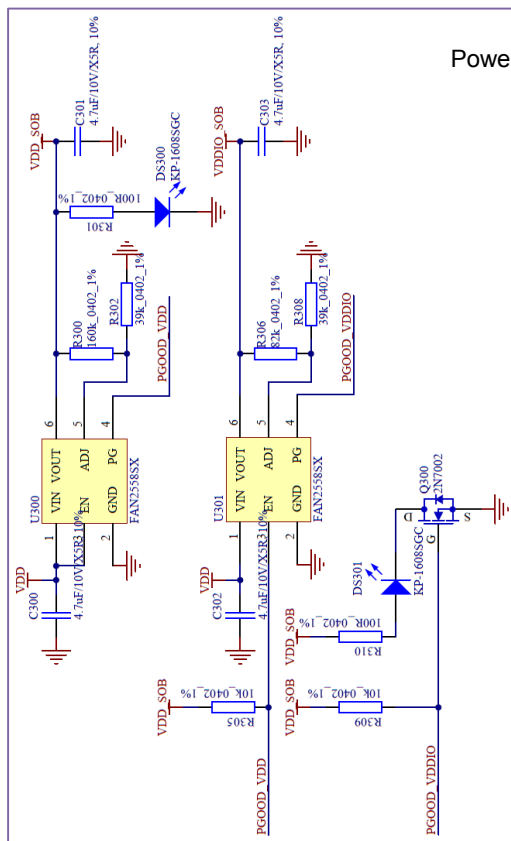 Powe
VDD_SOB
C301
4.7uF/10V/X5R, 10%
DS300
KP-1608SGC
100R_0402_1%
R301
R300
160k_0402_1%
R302
39k_0402_1%
PGOOD_VDD
U300
1
VIN
VOUT
6
3
EN
ADJ
5
2
GND
PG
4
FAN2558SX
VDD
C300
4.7uF/10V/X5R, 10%
VDDIO_SOB
C303
4.7uF/10V/X5R, 10%
R306
82k_0402_1%
R308
39k_0402_1%
PGOOD_VDDIO
U301
1
VIN
VOUT
6
3
EN
ADJ
5
2
GND
PG
4
FAN2558SX
VDD
C302
4.7uF/10V/X5R, 10%
VDD_SOB
10k_0402_1%
R305
PGOOD_VDD
VDD_SOB
100R_0402_1%
R310
DS301
KP-1608SGC
Q300
2N7002
D
G
S
VDD_SOB
10k_0402_1%
R309
PGOOD_VDDIO